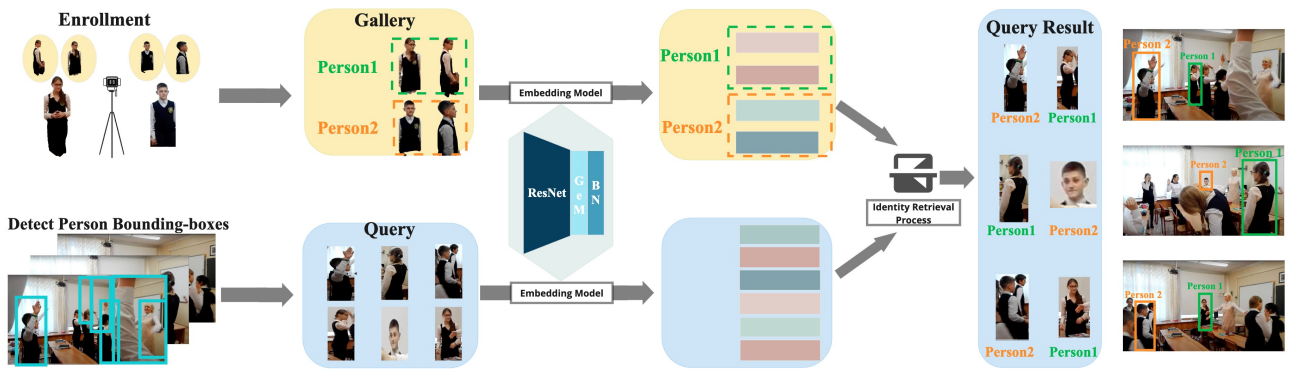 Enrollment
Gallery
Person1
Person2
Embedding Model
Person1
Person2
ResNet
GeM
BN
Identity Retrieval
Process
Detect Person Bounding-boxes
Query
Embedding Model
Query Result
Person2
Person1
Person1
Person2
Person2
Person1
Person 2
Person 1
Person 2
Person 1
Person 2
Person 1